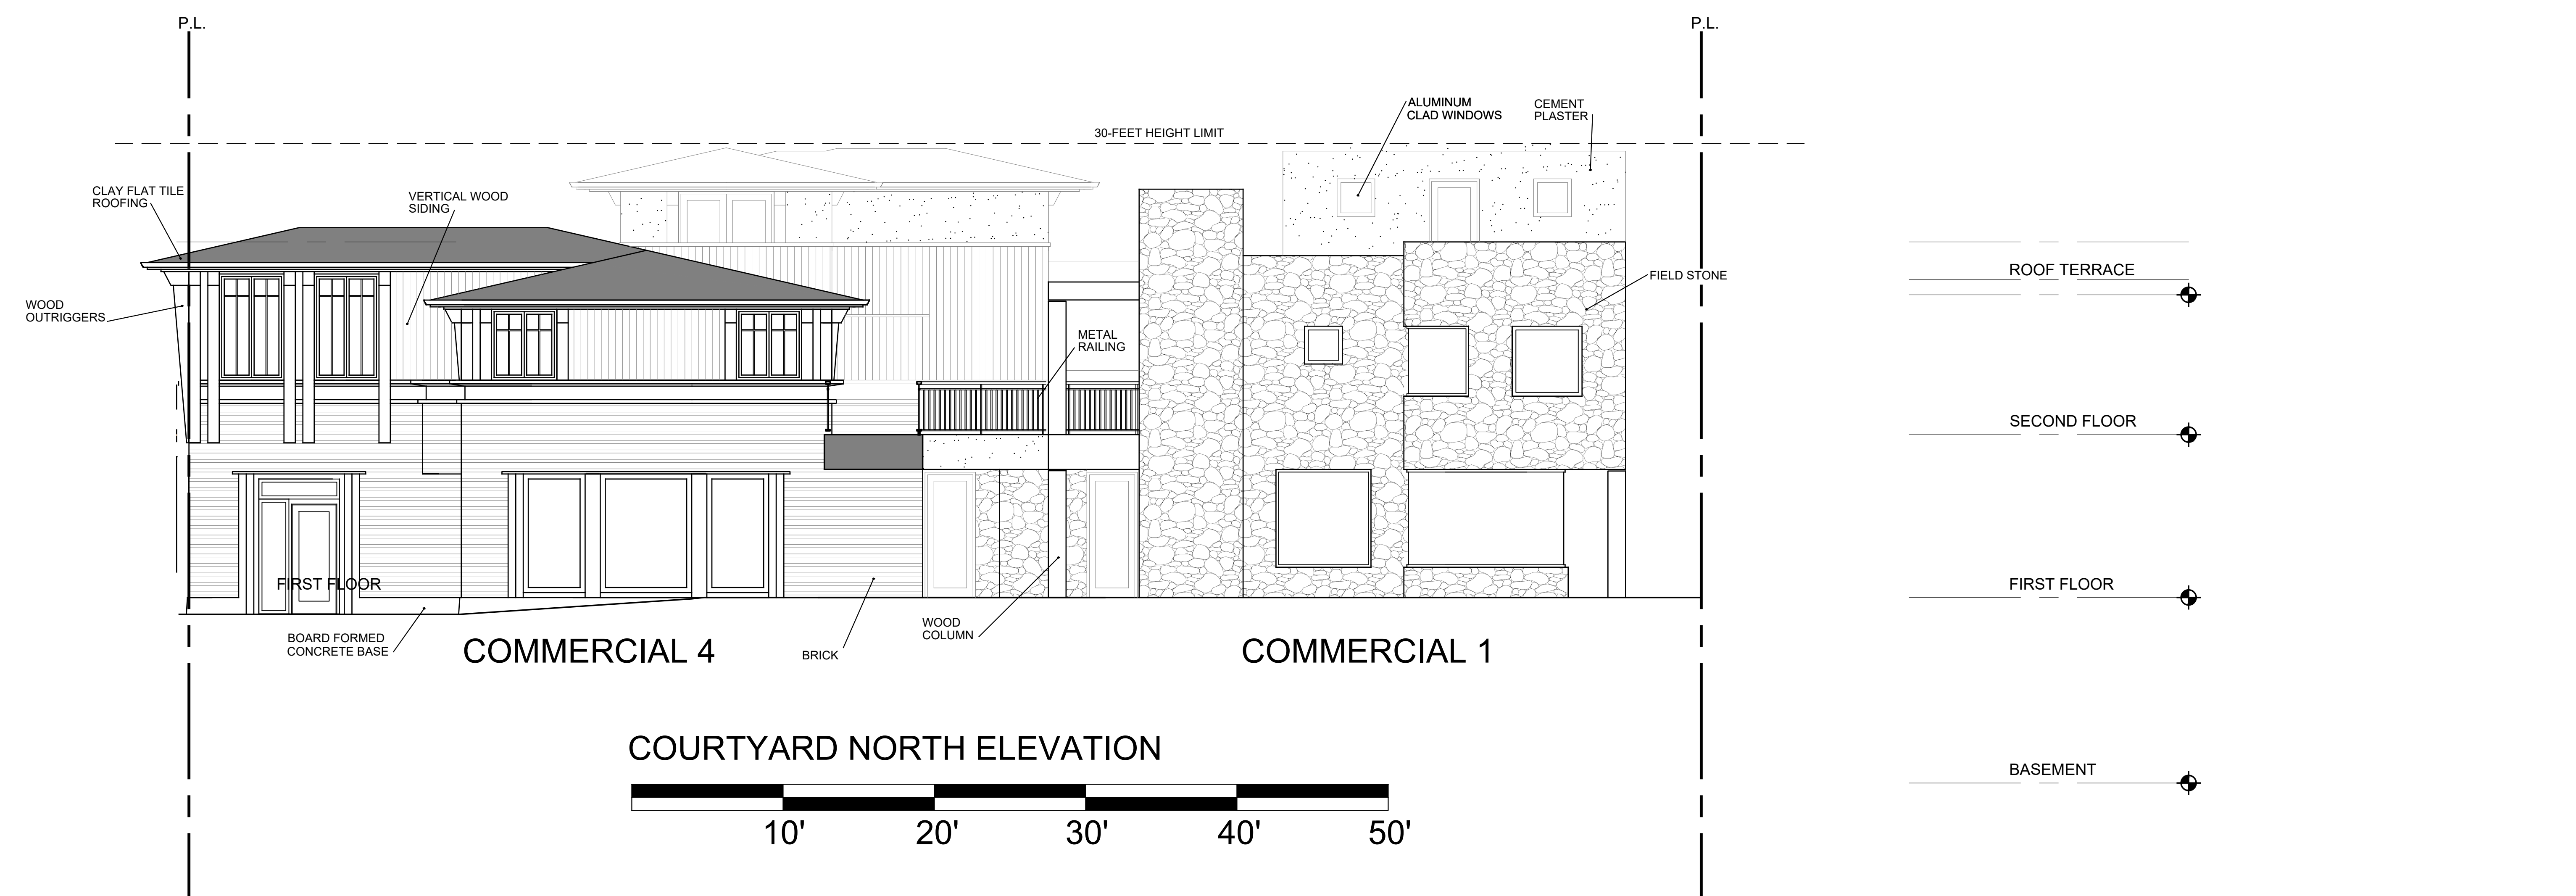 P.L.
P.L.
ALUMINUM
CLAD WINDOWS
CEMENT
PLASTER
30-FEET HEIGHT LIMIT
CLAY FLAT TILE
ROOFING
VERTICAL WOOD
SIDING
WOOD
OUTRIGGERS
METAL
RAILING
FIELD STONE
ROOF TERRACE
SECOND FLOOR
FIRST FLOOR
FIRST FLOOR
BOARD FORMED
CONCRETE BASE
COMMERCIAL 4
BRICK
WOOD
COLUMN
COMMERCIAL 1
COURTYARD NORTH ELEVATION
BASEMENT
10' 20' 30' 40' 50'